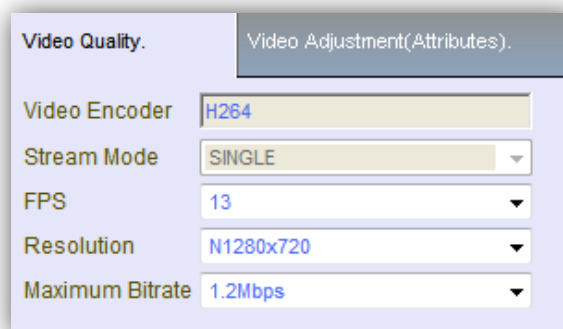 Video Quality. Video Adjustment(Attributes).
Video Encoder H264
Stream Mode SINGLE
FPS 13
Resolution N1280x720
Maximum Bitrate 1.2Mbps